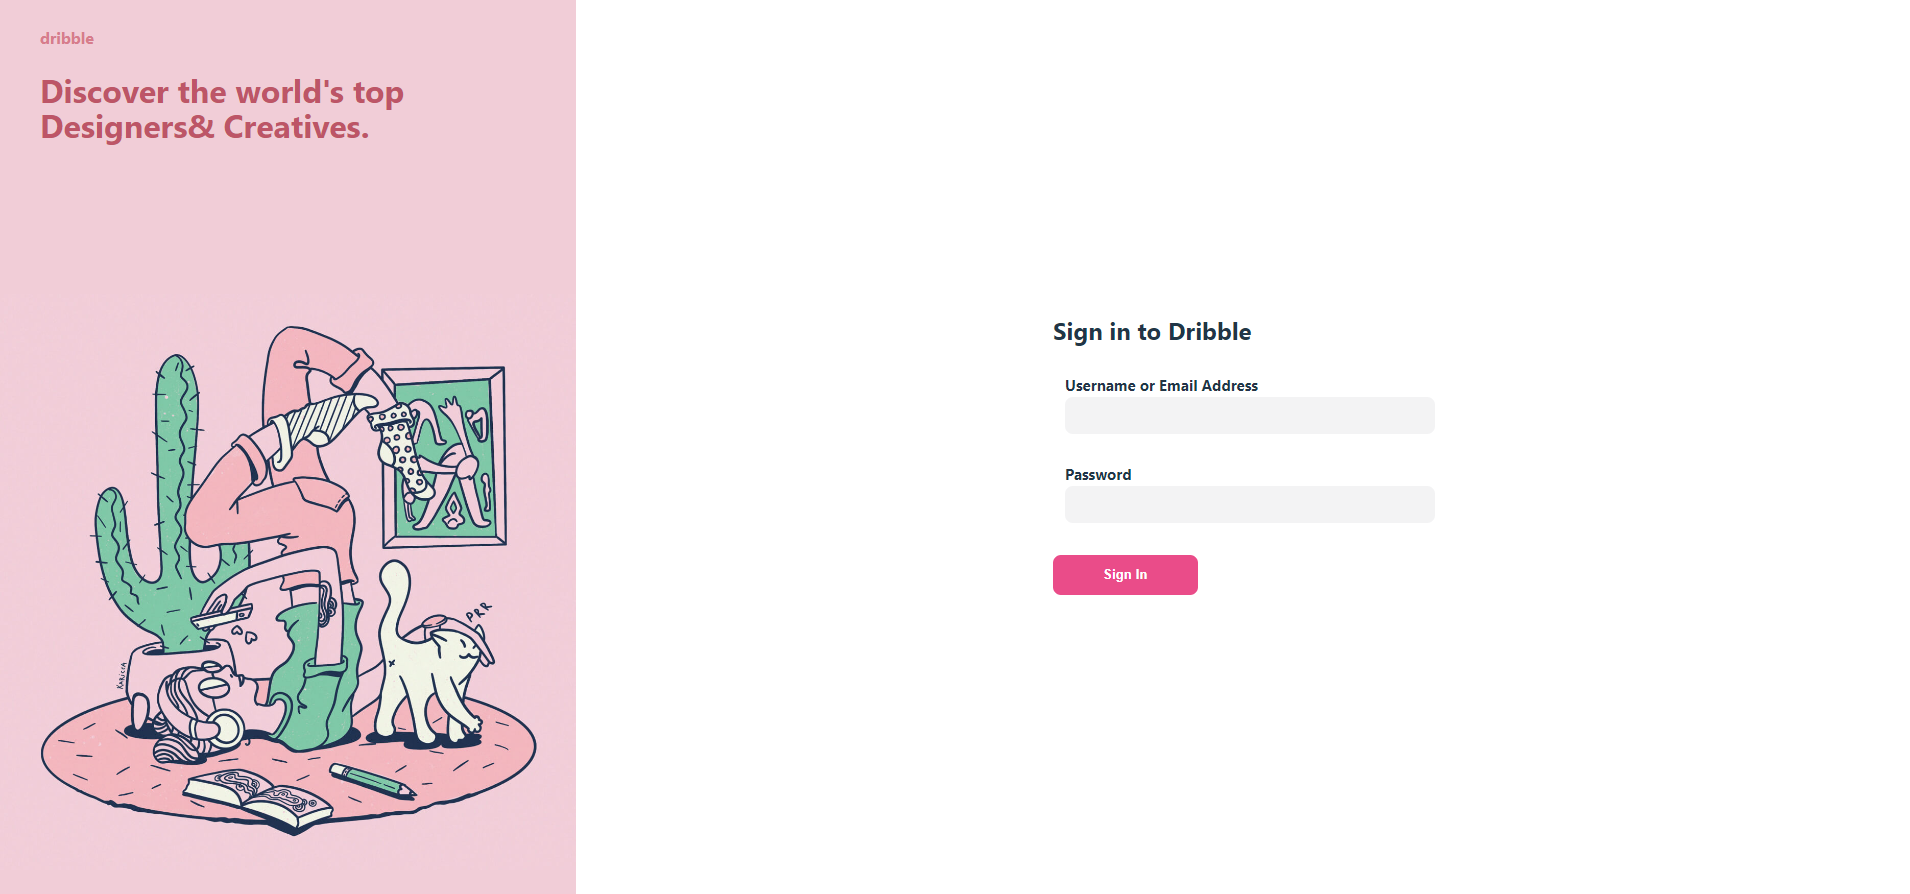 dribble
Discover the world's top
Designers& Creatives.
PRR
KARICCA
Sign in to Dribble
Username or Email Address
Password
Sign In